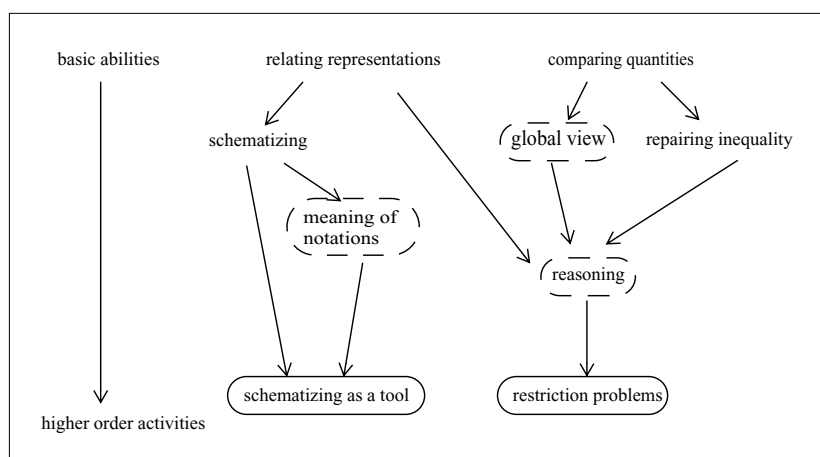 basic abilities
relating representations
comparing quantities
schematizing
global view
repairing inequality
meaning of
notations
reasoning
schematizing as a tool
restriction problems
higher order activities